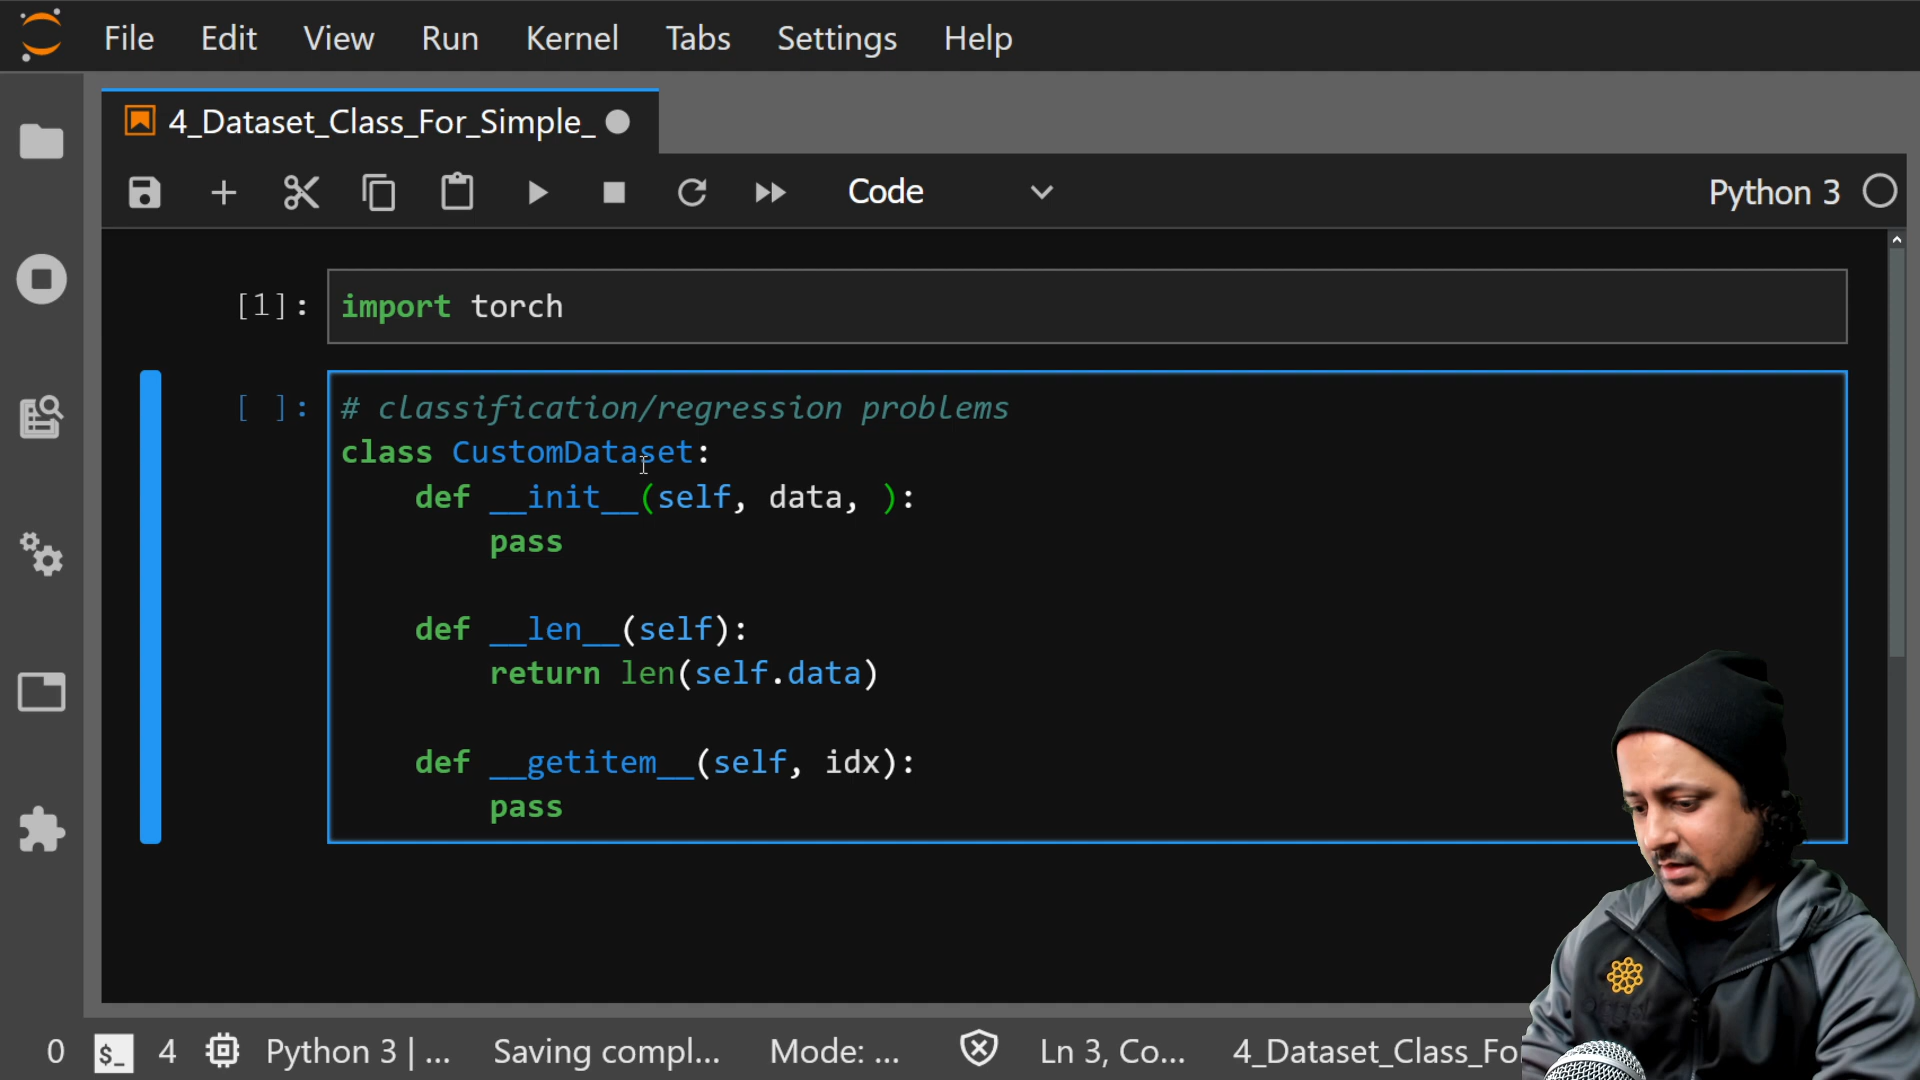 File Edit View Run Kernel Tabs Settings Help
4_Dataset_Class_For_Simple_
Code
Python 3
[1]: import torch
[ ]: # classification/regression problems
class CustomDataset:
    def __init__(self, data, ):
        pass
    def __len__(self):
        return len(self.data)
    def __getitem__(self, idx):
        pass
0 $_ 4 Python 3 | ... Saving compl... Mode: ... Ln 3, Co... 4_Dataset_Class_Fo